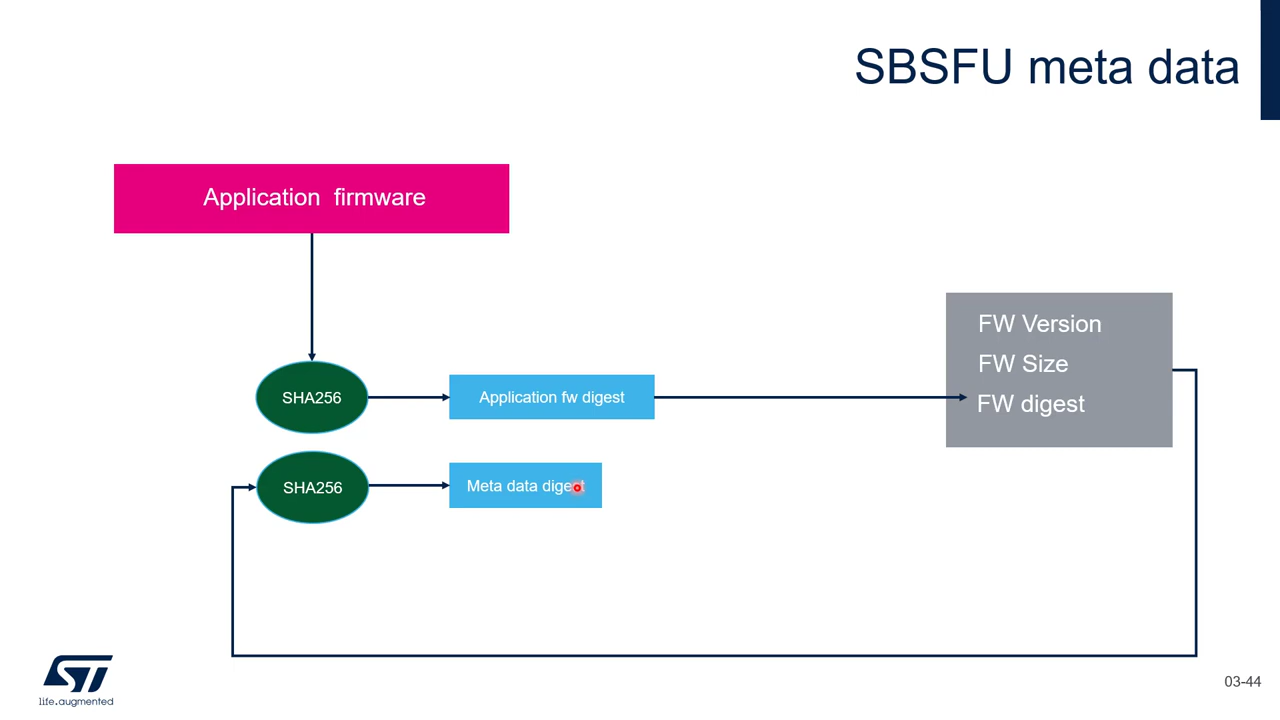 SBSFU meta data
Application firmware
FW Version
FW Size
FW digest
SHA256
Application fw digest
SHA256
Meta data digest
ST
life.augmented
03-44